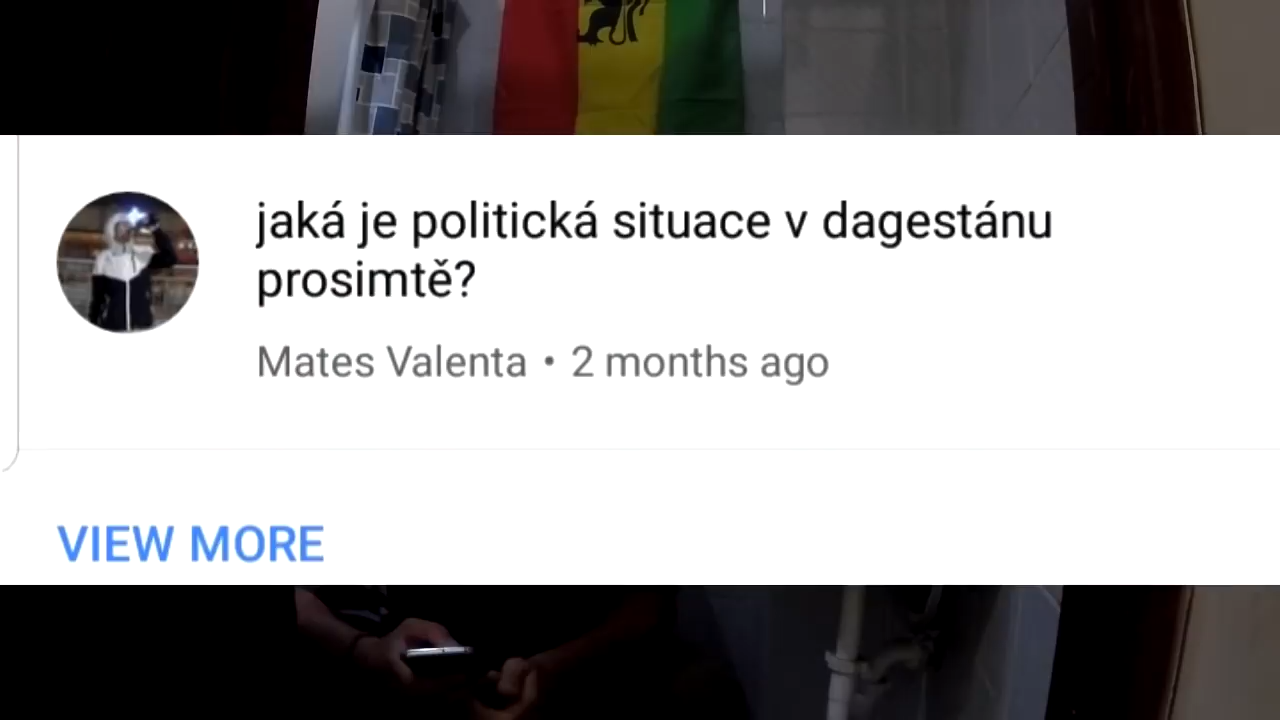 jaká je politická situace v dagestánu
prosimtě?
Mates Valenta • 2 months ago
VIEW MORE